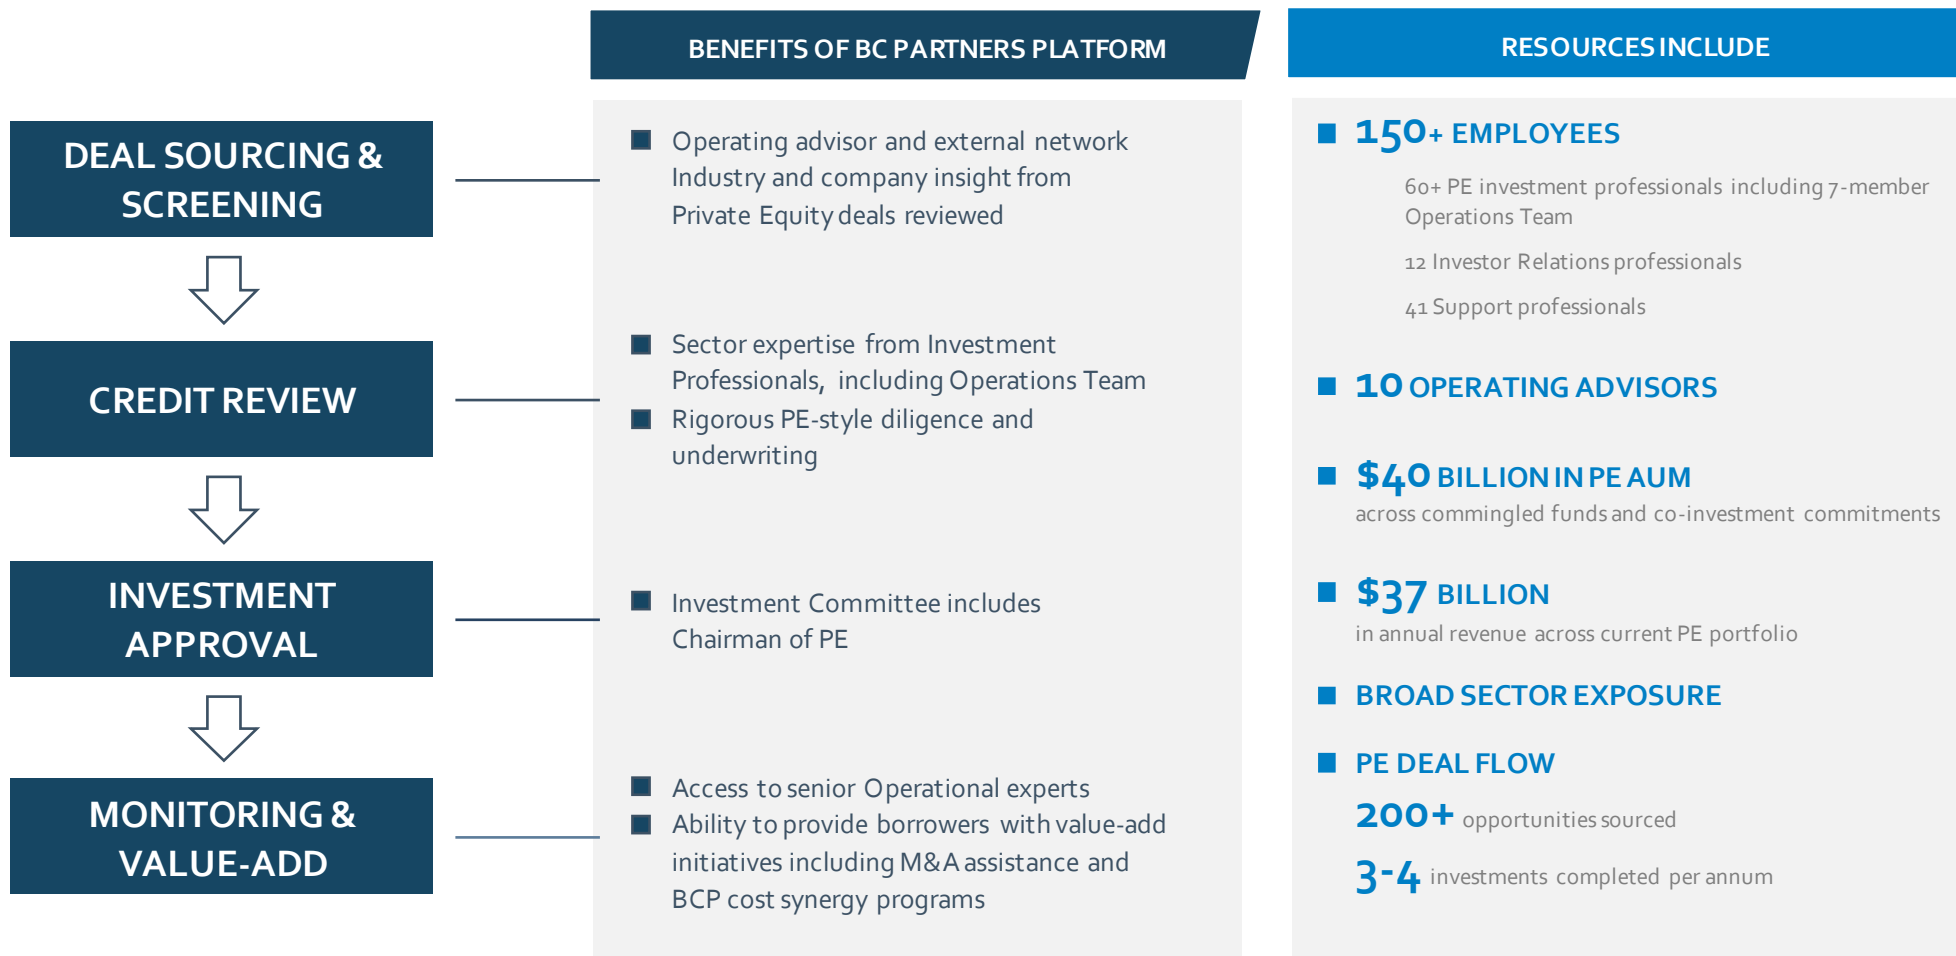 BENEFITS OF BC PARTNERS PLATFORM
RESOURCES INCLUDE
DEAL SOURCING &
SCREENING
Operating advisor and external network
Industry and company insight from
Private Equity deals reviewed
CREDIT REVIEW
Sector expertise from Investment
Professionals, including Operations Team
Rigorous PE-style diligence and
underwriting
INVESTMENT
APPROVAL
Investment Committee includes
Chairman of PE
MONITORING &
VALUE-ADD
Access to senior Operational experts
Ability to provide borrowers with value-add
initiatives including M&A assistance and
BCP cost synergy programs
150+ EMPLOYEES
60+ PE investment professionals including 7-member
Operations Team
12 Investor Relations professionals
41 Support professionals
10 OPERATING ADVISORS
$40 BILLION IN PE AUM
across commingled funds and co-investment commitments
$37 BILLION
in annual revenue across current PE portfolio
BROAD SECTOR EXPOSURE
PE DEAL FLOW
200+ opportunities sourced
3-4 investments completed per annum